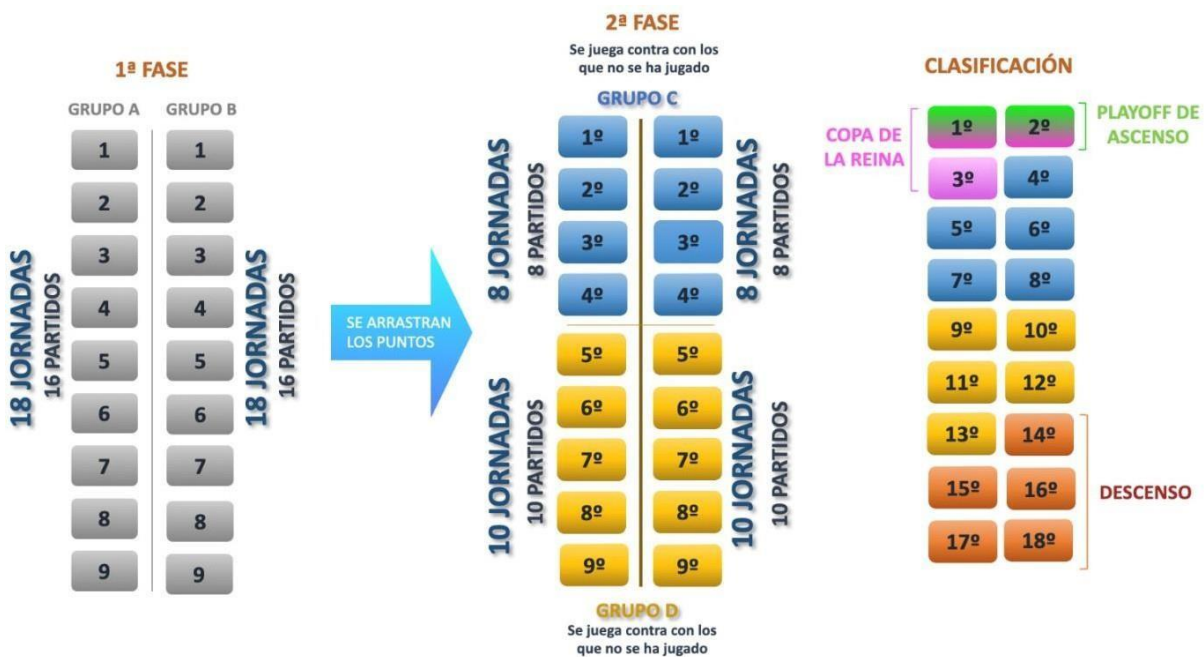 1ª FASE
GRUPO A
GRUPO B
18 JORNADAS
16 PARTIDOS
1
2
3
4
5
6
7
8
9
1
2
3
4
5
6
7
8
9
18 JORNADAS
16 PARTIDOS
SE ARRASTRAN
LOS PUNTOS
2ª FASE
Se juega contra con los
que no se ha jugado
GRUPO C
8 JORNADAS
8 PARTIDOS
1º
2º
3º
4º
1º
2º
3º
4º
8 JORNADAS
8 PARTIDOS
10 JORNADAS
10 PARTIDOS
5º
6º
7º
8º
9º
5º
6º
7º
8º
9º
10 JORNADAS
10 PARTIDOS
GRUPO D
Se juega contra con los
que no se ha jugado
CLASIFICACIÓN
COPA DE
LA REINA
1º 2º
3º 4º
5º 6º
7º 8º
9º 10º
11º 12º
13º 14º
15º 16º
17º 18º
PLAYOFF DE
ASCENSO
DESCENSO